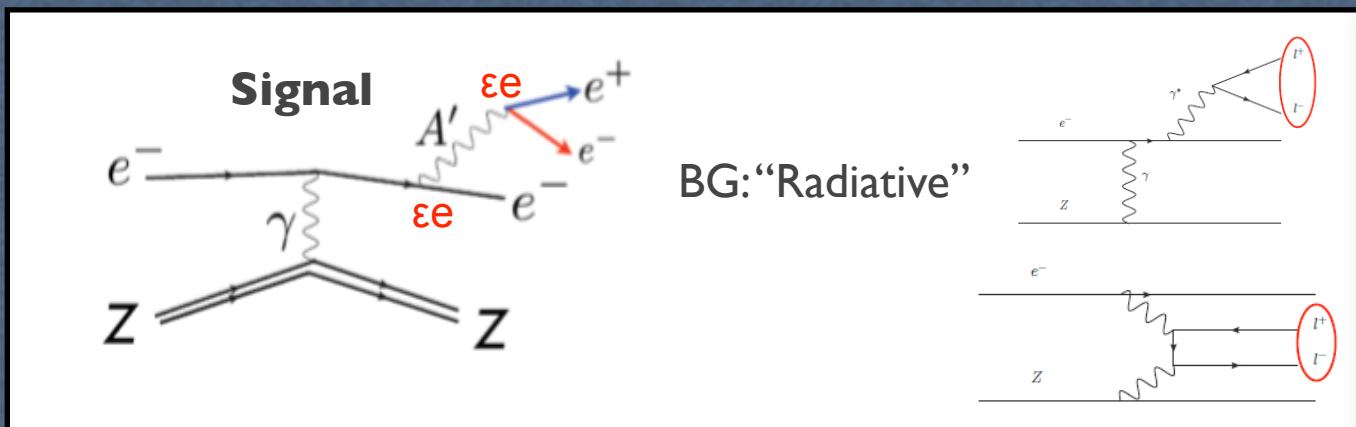 Signal
εe
e+
A′
e−
e−
e−
εe
γ
Z
Z
BG: “Radiative”
l+
γ*
l−
e−
γ
Z
e−
l+
l−
Z